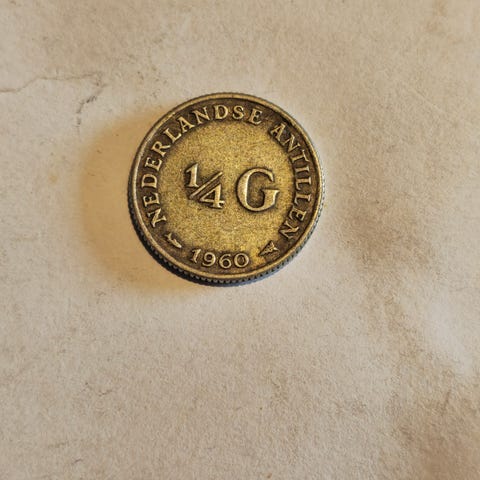 NEDERLANDSE ANTILLEN
1/4 G
1960